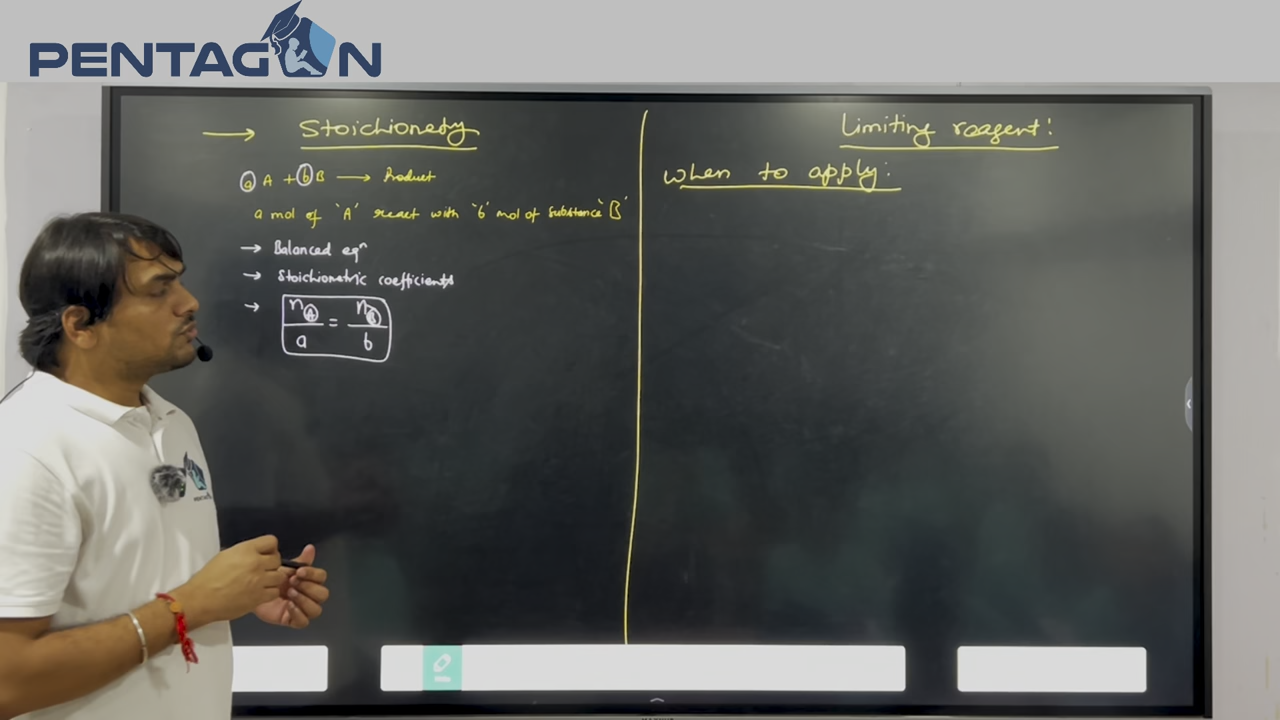 PENTAGON
→ Stoichiomety
a A + b B → Product
a mol of 'A' react with 'b' mol of substance 'B'
→ Balanced eqⁿ
→ Stoichiometric coefficients
→ n_A / a = n_B / b
Limiting reagent:
when to apply: